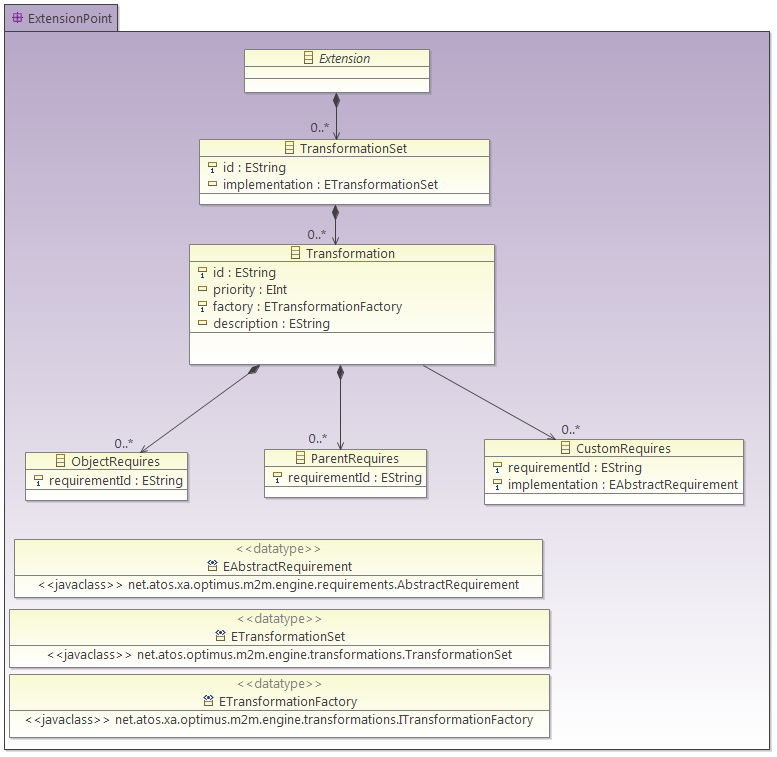 ExtensionPoint
Extension
0..*
TransformationSet
id : EString
implementation : ETransformationSet
0..*
Transformation
id : EString
priority : EInt
factory : ETransformationFactory
description : EString
0..*
0..*
0..*
ObjectRequires
requirementId : EString
ParentRequires
requirementId : EString
CustomRequires
requirementId : EString
implementation : EAbstractRequirement
<<datatype>>
EAbstractRequirement
<<javaclass>> net.atos.xa.optimus.m2m.engine.requirements.AbstractRequirement
<<datatype>>
ETransformationSet
<<javaclass>> net.atos.xa.optimus.m2m.engine.transformations.TransformationSet
<<datatype>>
ETransformationFactory
<<javaclass>> net.atos.xa.optimus.m2m.engine.transformations.ITransformationFactory